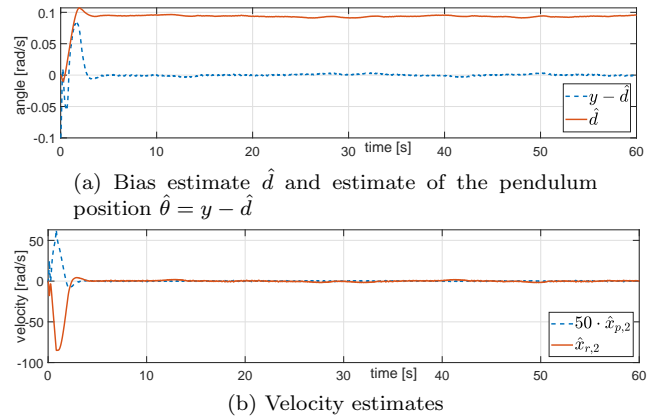 0.1
0.05
0
-0.05
-0.1
angle [rad/s]
0
10
20
30
40
50
60
time [s]
y − d̂
d̂
(a) Bias estimate d̂ and estimate of the pendulum
position θ̂ = y − d̂
50
0
-50
-100
velocity [rad/s]
0
10
20
30
40
50
60
time [s]
50 · x̂p,2
x̂r,2
(b) Velocity estimates